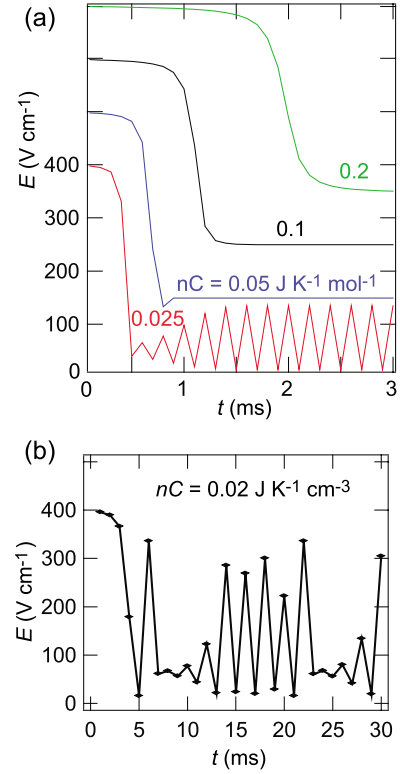 (a)
E (V cm-1)
400
300
200
100
0
0.2
0.1
nC = 0.05 J K-1 mol-1
0.025
0 1 2 3
t (ms)
(b)
nC = 0.02 J K-1 cm-3
E (V cm-1)
400
300
200
100
0
0 5 10 15 20 25 30
t (ms)